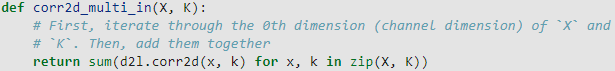 def corr2d_multi_in(X, K):
    # First, iterate through the 0th dimension (channel dimension) of `X` and
    # `K`. Then, add them together
    return sum(d2l.corr2d(x, k) for x, k in zip(X, K))